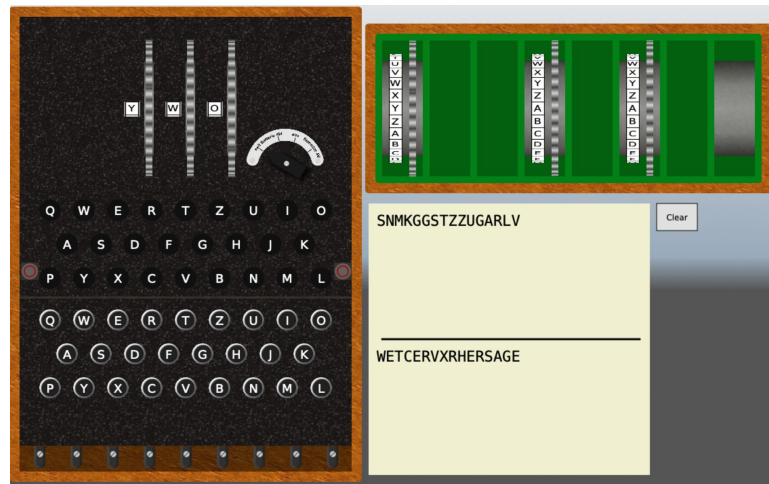 Y W O
Q W E R T Z U I O
A S D F G H J K
P Y X C V B N M L
Q W E R T Z U I O
A S D F G H J K
P Y X C V B N M L
U
V
W
X
Y
Z
A
B
C
W
X
Y
Z
A
B
C
D
E
W
X
Y
Z
A
B
C
D
E
SNMKGGSTZZUGARLV
Clear
WETCERVXRHERSAGE